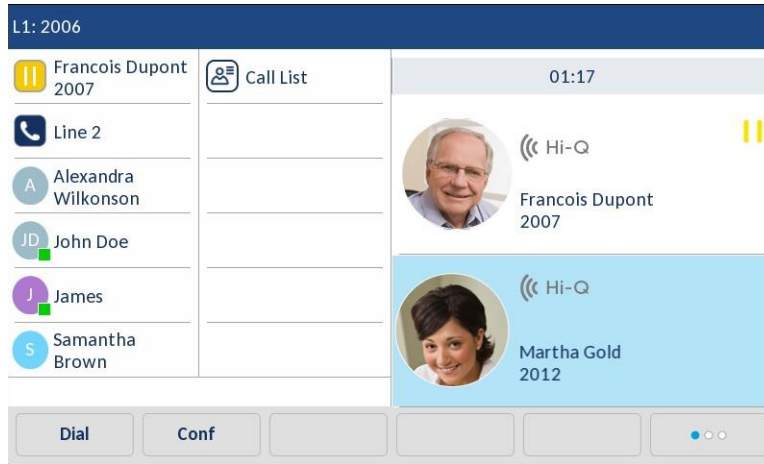 L1: 2006
Francois Dupont
2007
Line 2
A
Alexandra
Wilkonson
JD
John Doe
J
James
S
Samantha
Brown
Call List
01:17
Hi-Q
Francois Dupont
2007
Hi-Q
Martha Gold
2012
Dial
Conf